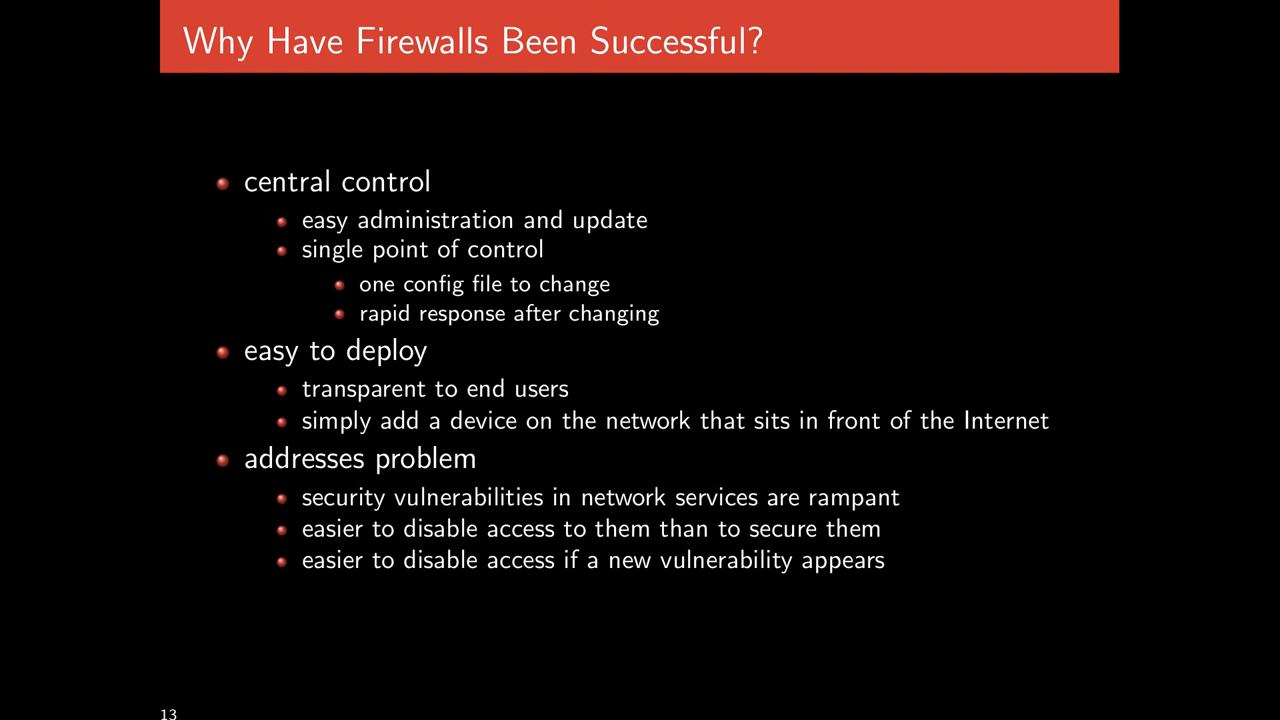 Why Have Firewalls Been Successful?
central control
easy administration and update
single point of control
one config file to change
rapid response after changing
easy to deploy
transparent to end users
simply add a device on the network that sits in front of the Internet
addresses problem
security vulnerabilities in network services are rampant
easier to disable access to them than to secure them
easier to disable access if a new vulnerability appears
13